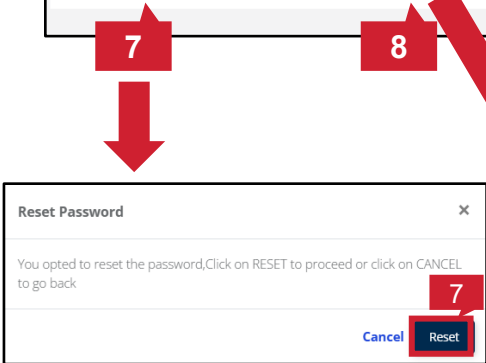 7
8
Reset Password ×
You opted to reset the password,Click on RESET to proceed or click on CANCEL
to go back
7
Cancel Reset